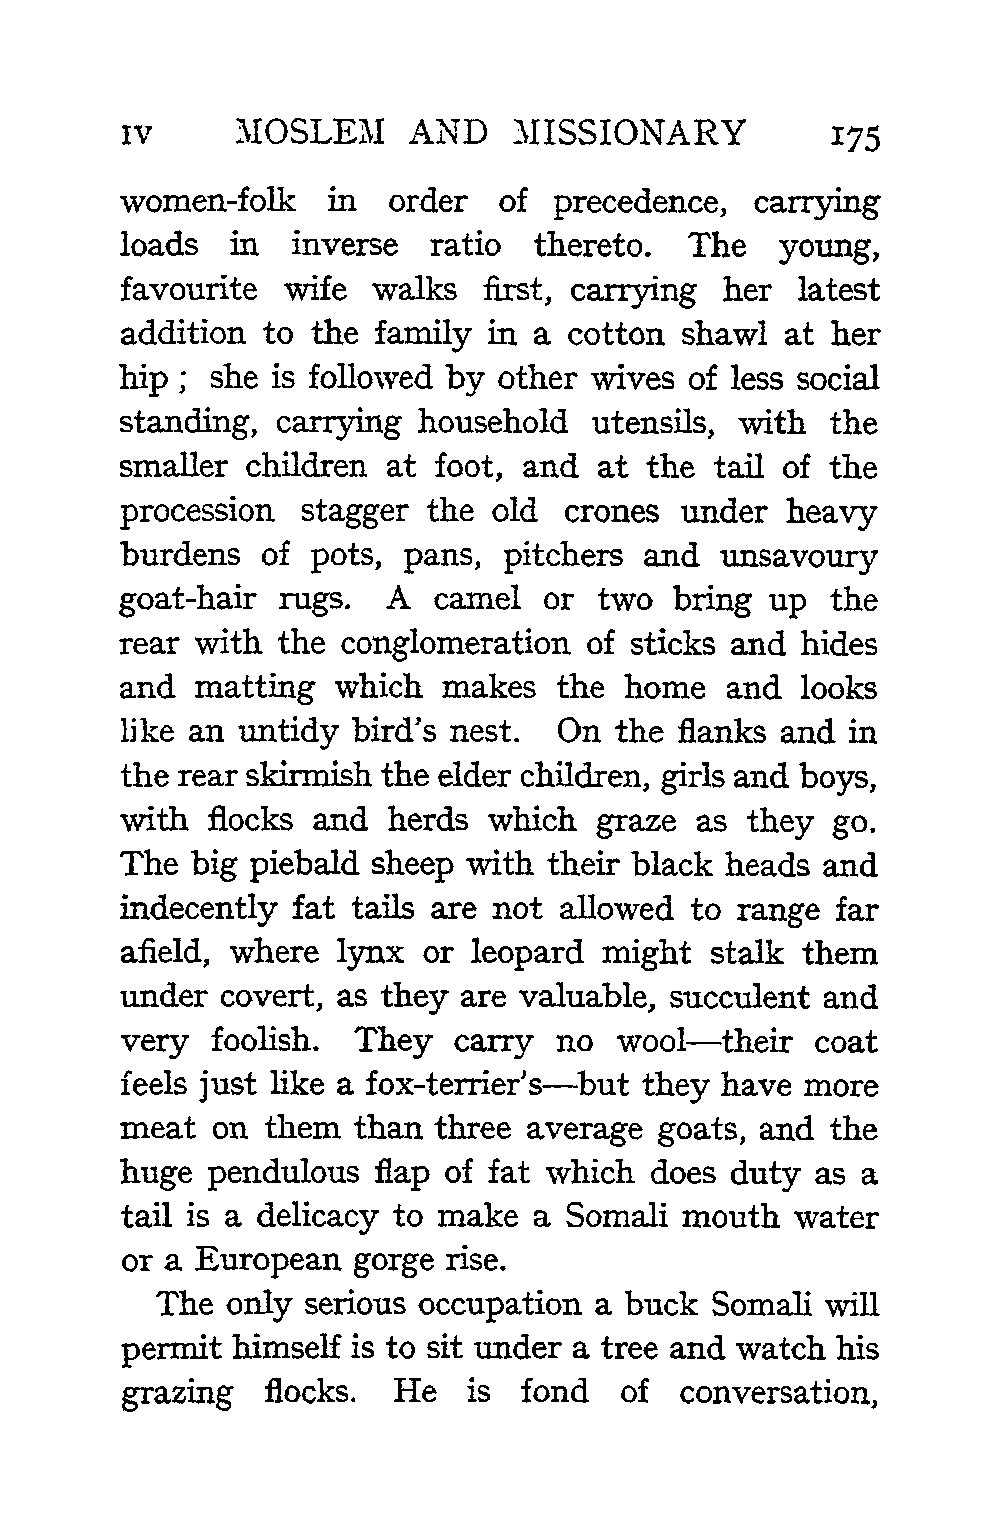 IV MOSLEM AND MISSIONARY 175
women-folk in order of precedence, carrying
loads in inverse ratio thereto. The young,
favourite wife walks first, carrying her latest
addition to the family in a cotton shawl at her
hip ; she is followed by other wives of less social
standing, carrying household utensils, with the
smaller children at foot, and at the tail of the
procession stagger the old crones under heavy
burdens of pots, pans, pitchers and unsavoury
goat-hair rugs. A camel or two bring up the
rear with the conglomeration of sticks and hides
and matting which makes the home and looks
like an untidy bird's nest. On the flanks and in
the rear skirmish the elder children, girls and boys,
with flocks and herds which graze as they go.
The big piebald sheep with their black heads and
indecently fat tails are not allowed to range far
afield, where lynx or leopard might stalk them
under covert, as they are valuable, succulent and
very foolish. They carry no wool—their coat
feels just like a fox-terrier's—but they have more
meat on them than three average goats, and the
huge pendulous flap of fat which does duty as a
tail is a delicacy to make a Somali mouth water
or a European gorge rise.
The only serious occupation a buck Somali will
permit himself is to sit under a tree and watch his
grazing flocks. He is fond of conversation,